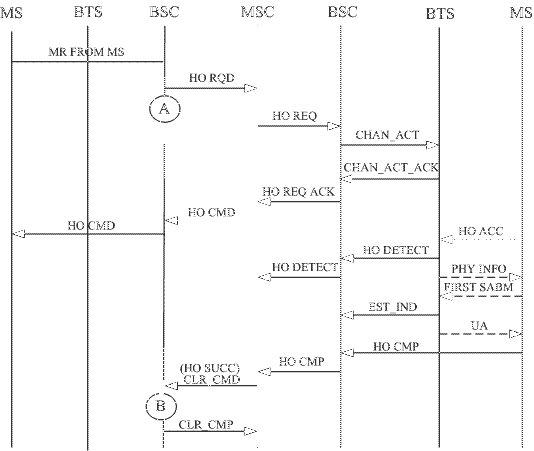 MS BTS BSC MSC BSC BTS MS
MR FROM MS
HO RQD
A
HO REQ
CHAN_ACT
CHAN_ACT_ACK
HO REQ ACK
HO CMD
HO CMD
HO ACC
HO DETECT
HO DETECT
PHY INFO
FIRST SABM
EST_IND
UA
HO CMP
HO CMP
(HO SUCC)
CLR_CMD
B
CLR_CMP